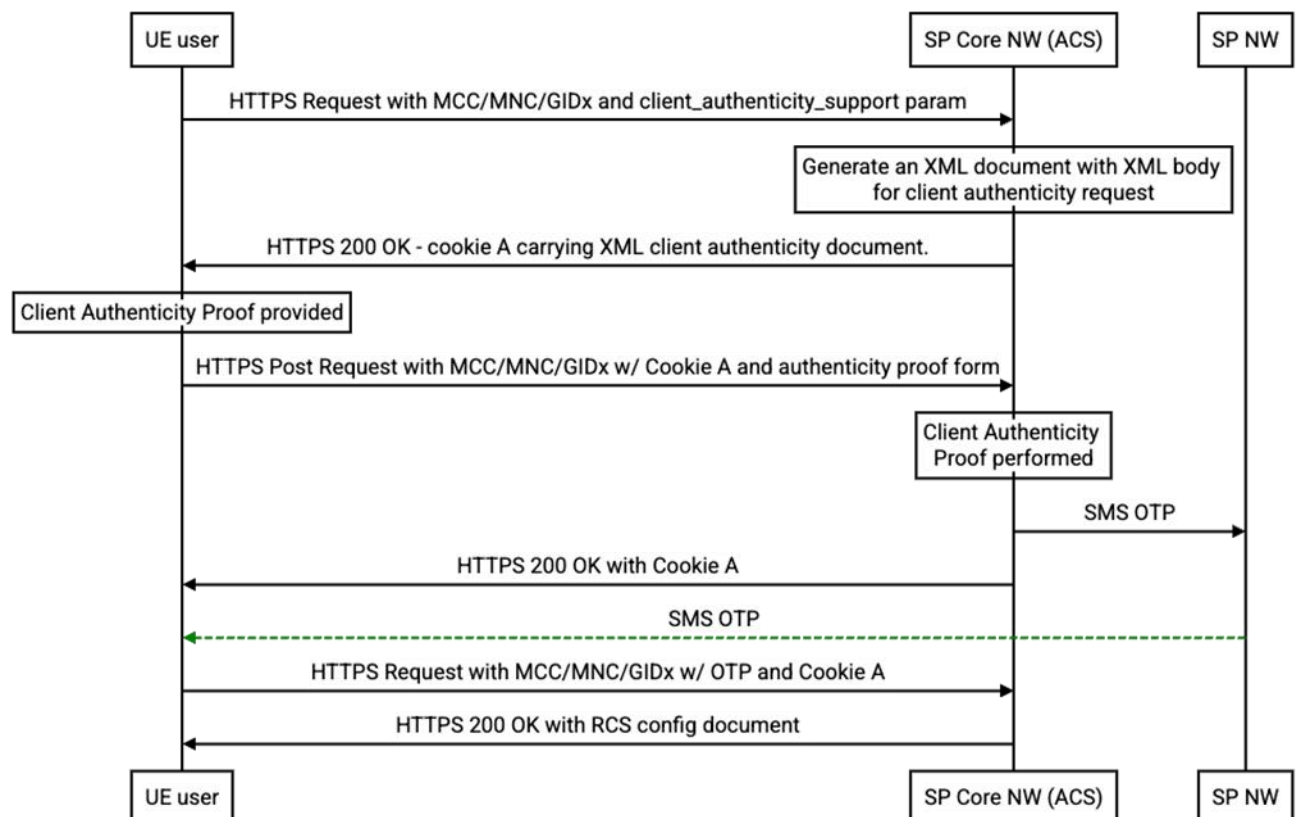 UE user
SP Core NW (ACS)
SP NW
HTTPS Request with MCC/MNC/GIDx and client_authenticity_support param
Generate an XML document with XML body
for client authenticity request
HTTPS 200 OK - cookie A carrying XML client authenticity document.
Client Authenticity Proof provided
HTTPS Post Request with MCC/MNC/GIDx w/ Cookie A and authenticity proof form
Client Authenticity
Proof performed
SMS OTP
HTTPS 200 OK with Cookie A
SMS OTP
HTTPS Request with MCC/MNC/GIDx w/ OTP and Cookie A
HTTPS 200 OK with RCS config document
UE user
SP Core NW (ACS)
SP NW